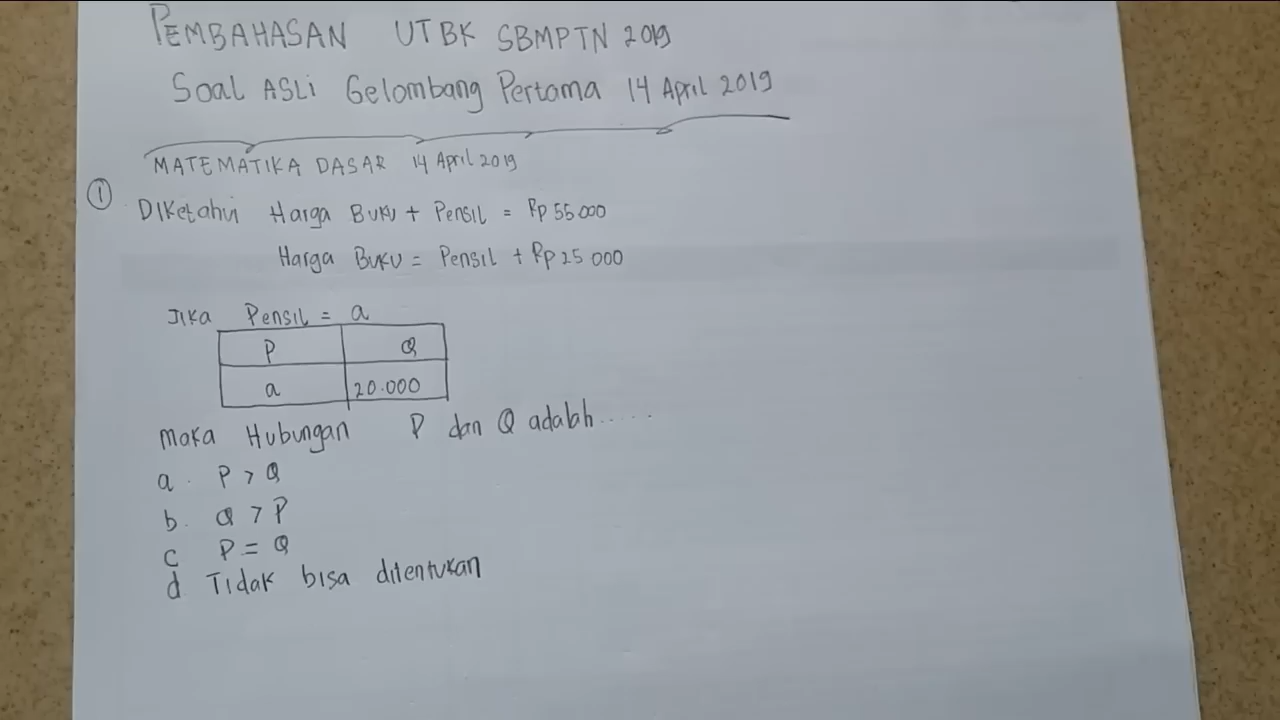 PEMBAHASAN UTBK SBMPTN 2019
Soal ASLi Gelombang Pertama 14 April 2019
MATEMATIKA DASAR 14 April 2019
① Diketahui Harga Buku + Pensil = Rp 55 000
Harga Buku = Pensil + Rp 25 000
Jika Pensil = a
P Q
a 20.000
maka Hubungan P dan Q adalah.....
a. P > Q
b. Q > P
c P = Q
d Tidak bisa ditentukan